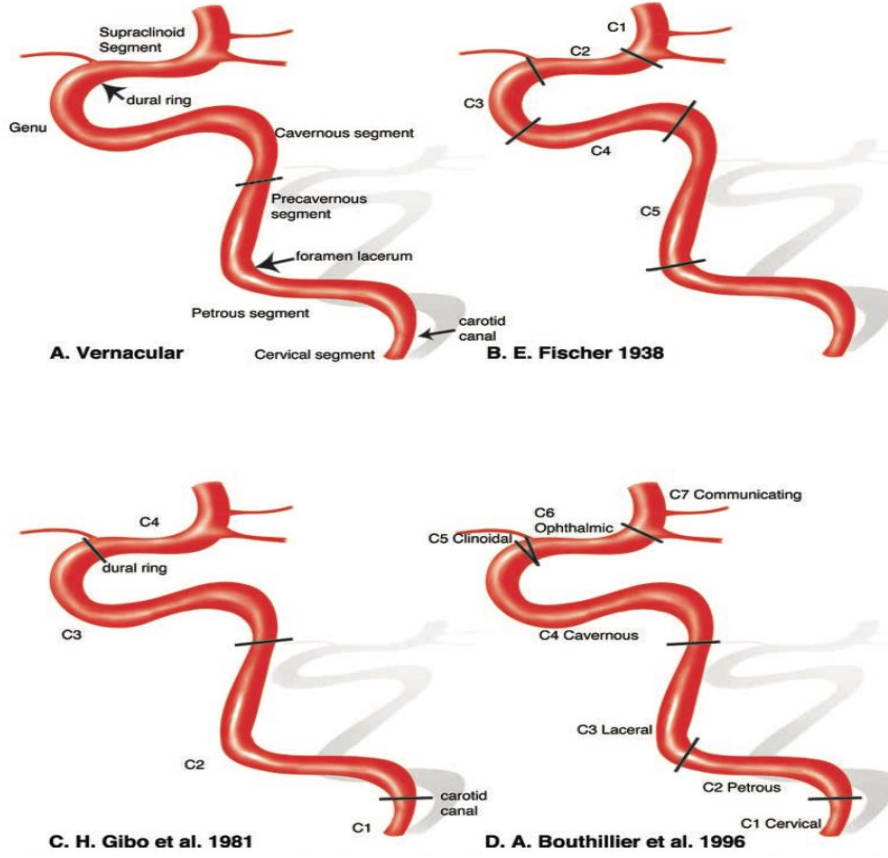 Supraclinoid
Segment
dural ring
Genu
Cavernous segment
Precavernous
segment
foramen lacerum
Petrous segment
carotid
canal
Cervical segment
A. Vernacular
C1
C2
C3
C4
C5
B. E. Fischer 1938
C4
dural ring
C3
C2
carotid
canal
C1
C. H. Gibo et al. 1981
C7 Communicating
C6
Ophthalmic
C5 Clinoidal
C4 Cavernous
C3 Laceral
C2 Petrous
C1 Cervical
D. A. Bouthillier et al. 1996